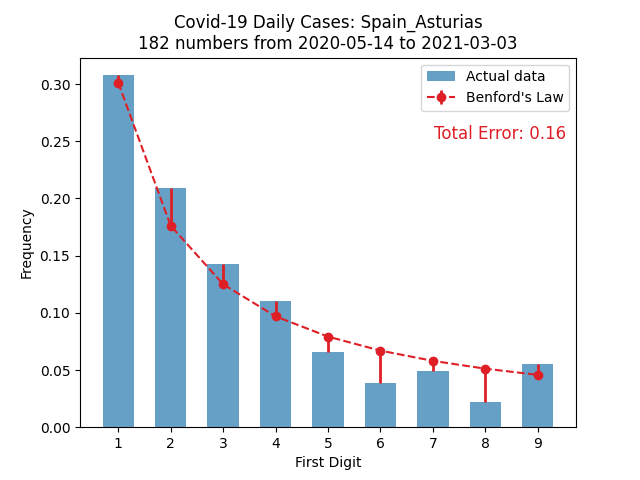 Covid-19 Daily Cases: Spain_Asturias
182 numbers from 2020-05-14 to 2021-03-03
Actual data
Benford's Law
Total Error: 0.16
Frequency
0.30
0.25
0.20
0.15
0.10
0.05
0.00
1 2 3 4 5 6 7 8 9
First Digit